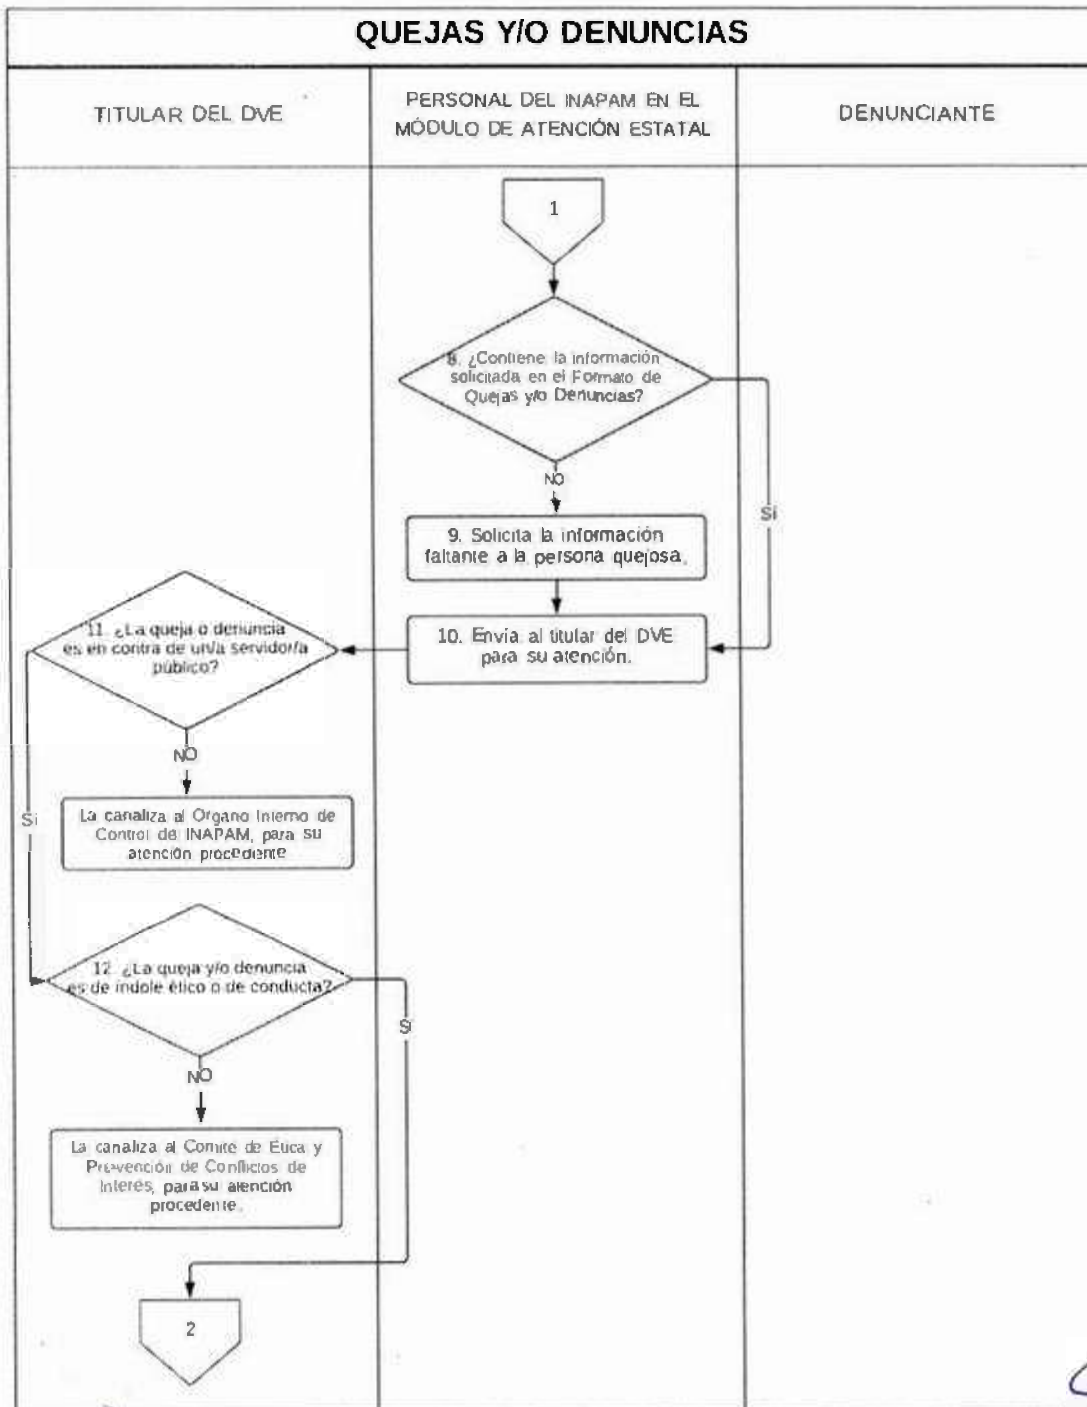 QUEJAS Y/O DENUNCIAS
TITULAR DEL DVE
PERSONAL DEL INAPAM EN EL
MÓDULO DE ATENCIÓN ESTATAL
DENUNCIANTE
1
8. ¿Contiene la información
solicitada en el Formato de
Quejas y/o Denuncias?
NO
Sí
9. Solicita la información
faltante a la persona quejosa.
10. Envía al titular del DVE
para su atención.
11. ¿La queja o denuncia
es en contra de un/a servidor/a
público?
NO
Sí
La canaliza al Organo Interno de
Control de INAPAM, para su
atención procedente
12. ¿La queja y/o denuncia
es de índole ético o de conducta?
Sí
NO
La canaliza al Comité de Ética y
Prevención de Conflictos de
Interés, para su atención
procedente.
2